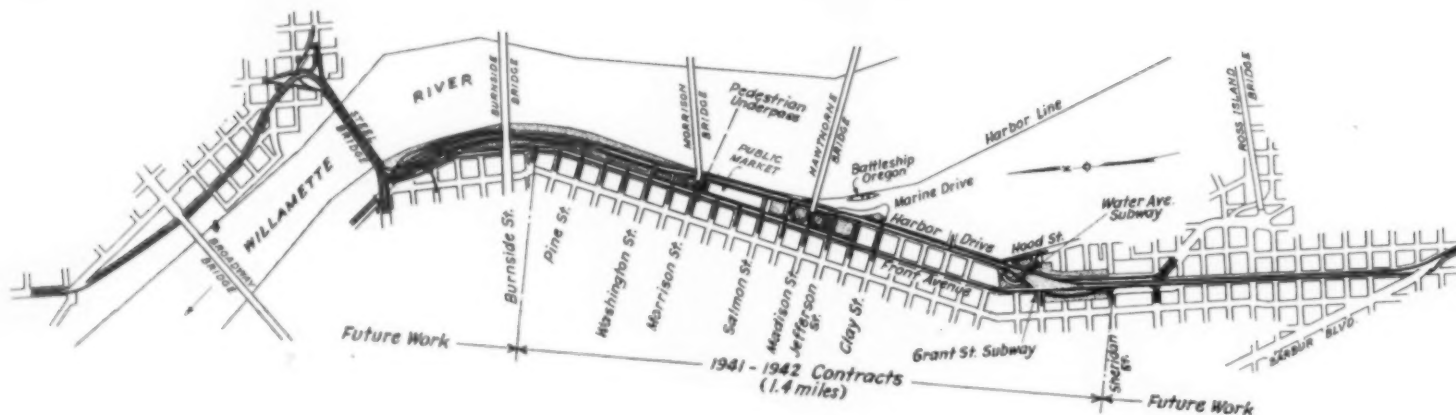 RIVER
WILLAMETTE
STEEL
BRIDGE
BROADWAY
BRIDGE
BURNSIDE
BRIDGE
MORRISON
BRIDGE
Pedestrian
Underpass
PUBLIC
MARKET
HAWTHORNE
BRIDGE
Battleship
Oregon
Harbor Line
Marine Drive
Harbor Drive
Front Avenue
Water Ave.
Subway
Hood St.
ROSS ISLAND
BRIDGE
Burnside St.
Pine St.
Washington St.
Morrison St.
Salmon St.
Madison St.
Jefferson
St.
Clay St.
Grant St. Subway
Sheridan
St.
BARBUR BLVD.
Future Work
1941-1942 Contracts
(1.4 miles)
Future Work